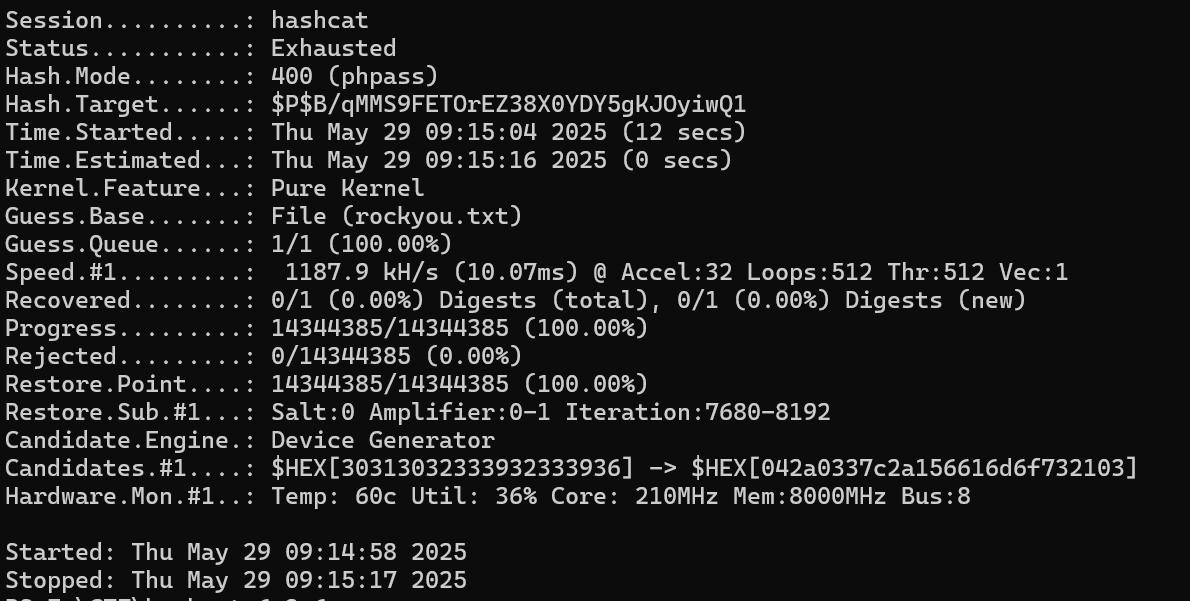 Session..........: hashcat
Status...........: Exhausted
Hash.Mode........: 400 (phpass)
Hash.Target......: $P$B/qMMS9FETOrEZ38X0YDY5gKJOyiwQ1
Time.Started.....: Thu May 29 09:15:04 2025 (12 secs)
Time.Estimated...: Thu May 29 09:15:16 2025 (0 secs)
Kernel.Feature...: Pure Kernel
Guess.Base.......: File (rockyou.txt)
Guess.Queue......: 1/1 (100.00%)
Speed.#1.........:  1187.9 kH/s (10.07ms) @ Accel:32 Loops:512 Thr:512 Vec:1
Recovered........: 0/1 (0.00%) Digests (total), 0/1 (0.00%) Digests (new)
Progress.........: 14344385/14344385 (100.00%)
Rejected.........: 0/14344385 (0.00%)
Restore.Point....: 14344385/14344385 (100.00%)
Restore.Sub.#1...: Salt:0 Amplifier:0-1 Iteration:7680-8192
Candidate.Engine.: Device Generator
Candidates.#1....: $HEX[30313032333932333936] -> $HEX[042a0337c2a156616d6f732103]
Hardware.Mon.#1..: Temp: 60c Util: 36% Core: 210MHz Mem:8000MHz Bus:8
Started: Thu May 29 09:14:58 2025
Stopped: Thu May 29 09:15:17 2025